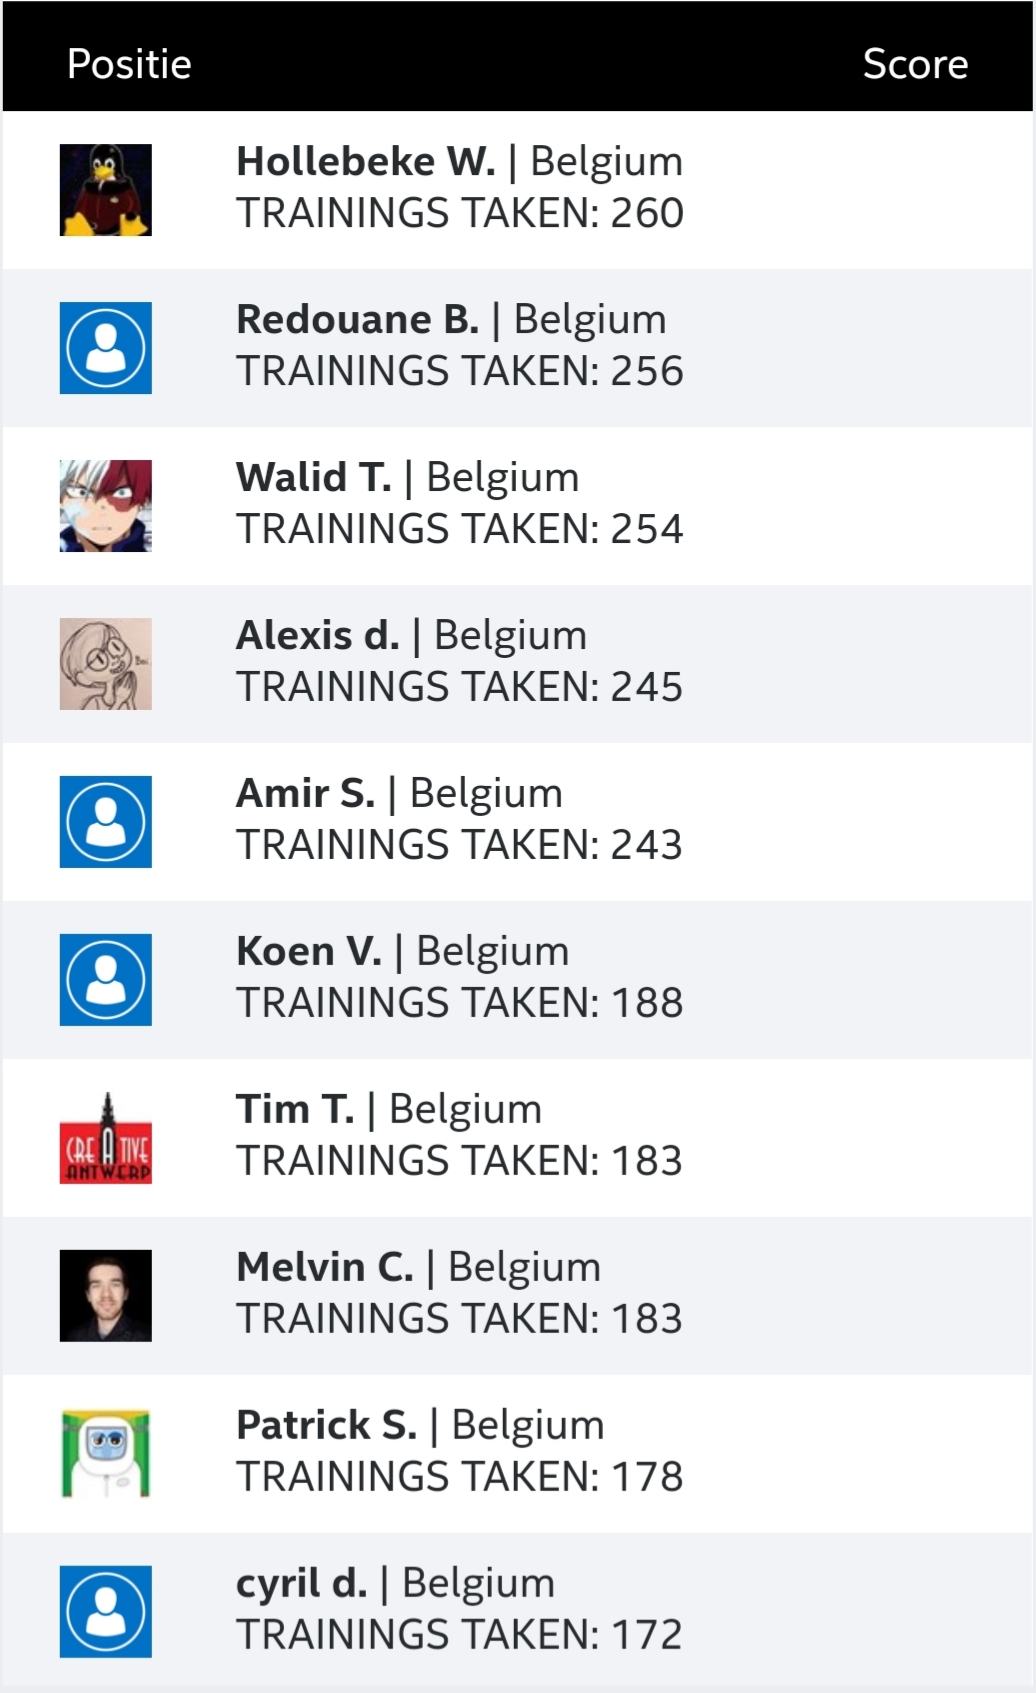 Positie Score
Hollebeke W. | Belgium
TRAININGS TAKEN: 260
Redouane B. | Belgium
TRAININGS TAKEN: 256
Walid T. | Belgium
TRAININGS TAKEN: 254
Alexis d. | Belgium
TRAININGS TAKEN: 245
Amir S. | Belgium
TRAININGS TAKEN: 243
Koen V. | Belgium
TRAININGS TAKEN: 188
Tim T. | Belgium
TRAININGS TAKEN: 183
CREATIVE
ANTWERP
Melvin C. | Belgium
TRAININGS TAKEN: 183
Patrick S. | Belgium
TRAININGS TAKEN: 178
cyril d. | Belgium
TRAININGS TAKEN: 172